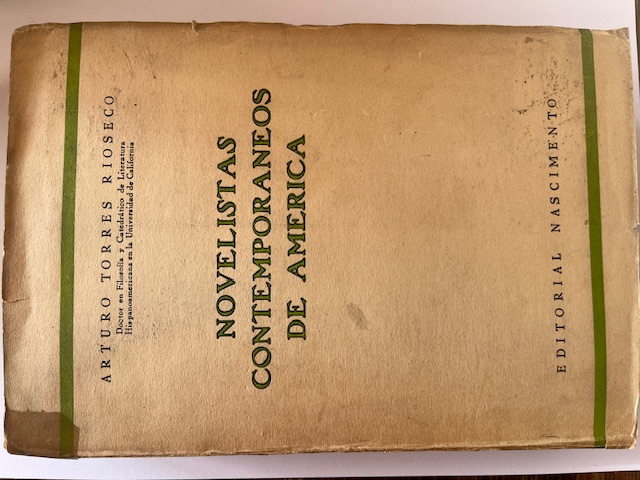 ARTURO TORRES RIOSECO
Doctor en Filosofía y Catedrático de Literatura
Hispanoamericana en la Universidad de California
NOVELISTAS
CONTEMPORANEOS
DE AMERICA
EDITORIAL NASCIMENTO